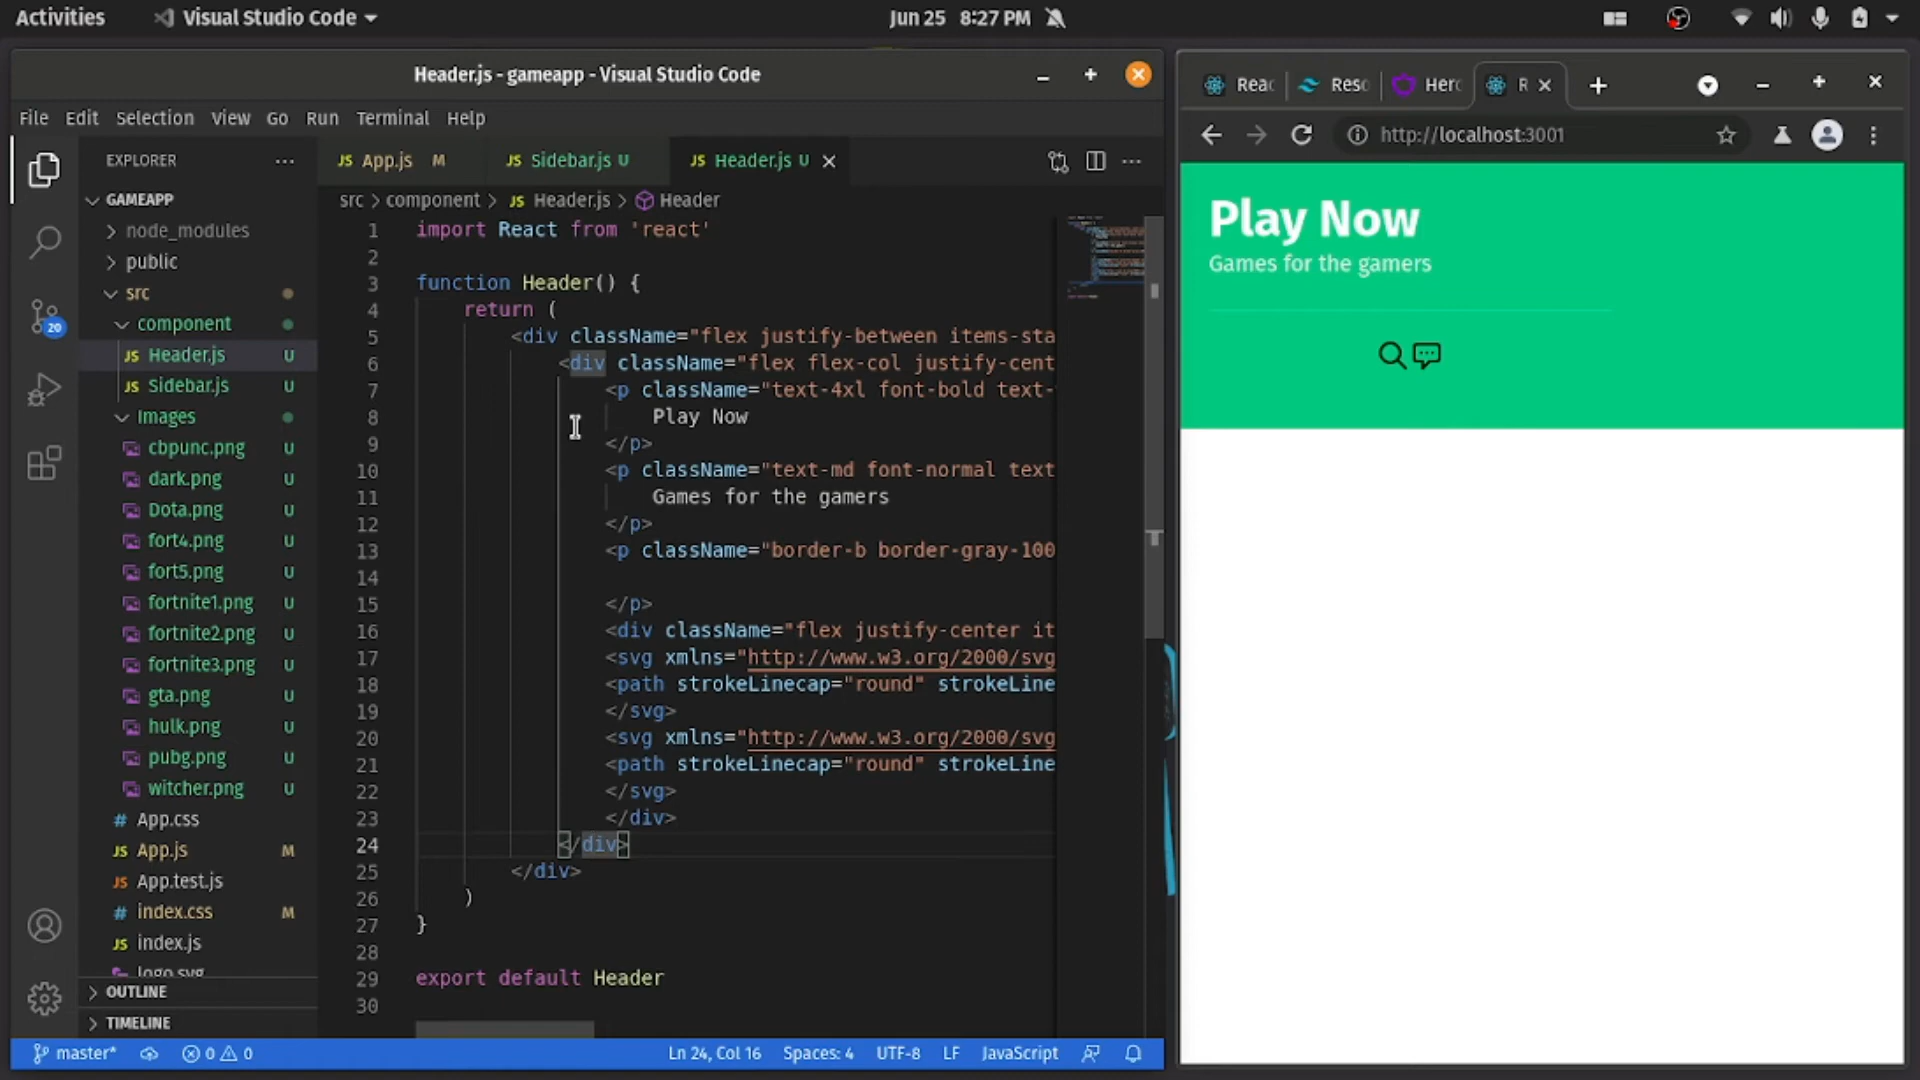 Activities
Visual Studio Code
Jun 25 8:27 PM
Header.js - gameapp - Visual Studio Code
File Edit Selection View Go Run Terminal Help
EXPLORER
GAMEAPP
node_modules
public
src
component
JS Header.js U
JS Sidebar.js U
Images
cbpunc.png U
dark.png U
Dota.png U
fort4.png U
fort5.png U
fortnite1.png U
fortnite2.png U
fortnite3.png U
gta.png U
hulk.png U
pubg.png U
witcher.png U
# App.css
JS App.js M
JS App.test.js
# index.css M
JS index.js
logo.svg
OUTLINE
TIMELINE
20
JS App.js M
JS Sidebar.js U
JS Header.js U
src > component > JS Header.js > Header
1 import React from 'react'
2
3 function Header() {
4 return (
5 <div className="flex justify-between items-sta
6 <div className="flex flex-col justify-cent
7 <p className="text-4xl font-bold text-
8 Play Now
9 </p>
10 <p className="text-md font-normal text
11 Games for the gamers
12 </p>
13 <p className="border-b border-gray-100
14
15 </p>
16 <div className="flex justify-center it
17 <svg xmlns="http://www.w3.org/2000/svg
18 <path strokeLinecap="round" strokeLine
19 </svg>
20 <svg xmlns="http://www.w3.org/2000/svg
21 <path strokeLinecap="round" strokeLine
22 </svg>
23 </div>
24 </div>
25 </div>
26 )
27 }
28
29 export default Header
30
master*
0 0
Ln 24, Col 16
Spaces: 4
UTF-8
LF
JavaScript
Reac
Reso
Her
R
http://localhost:3001
Play Now
Games for the gamers